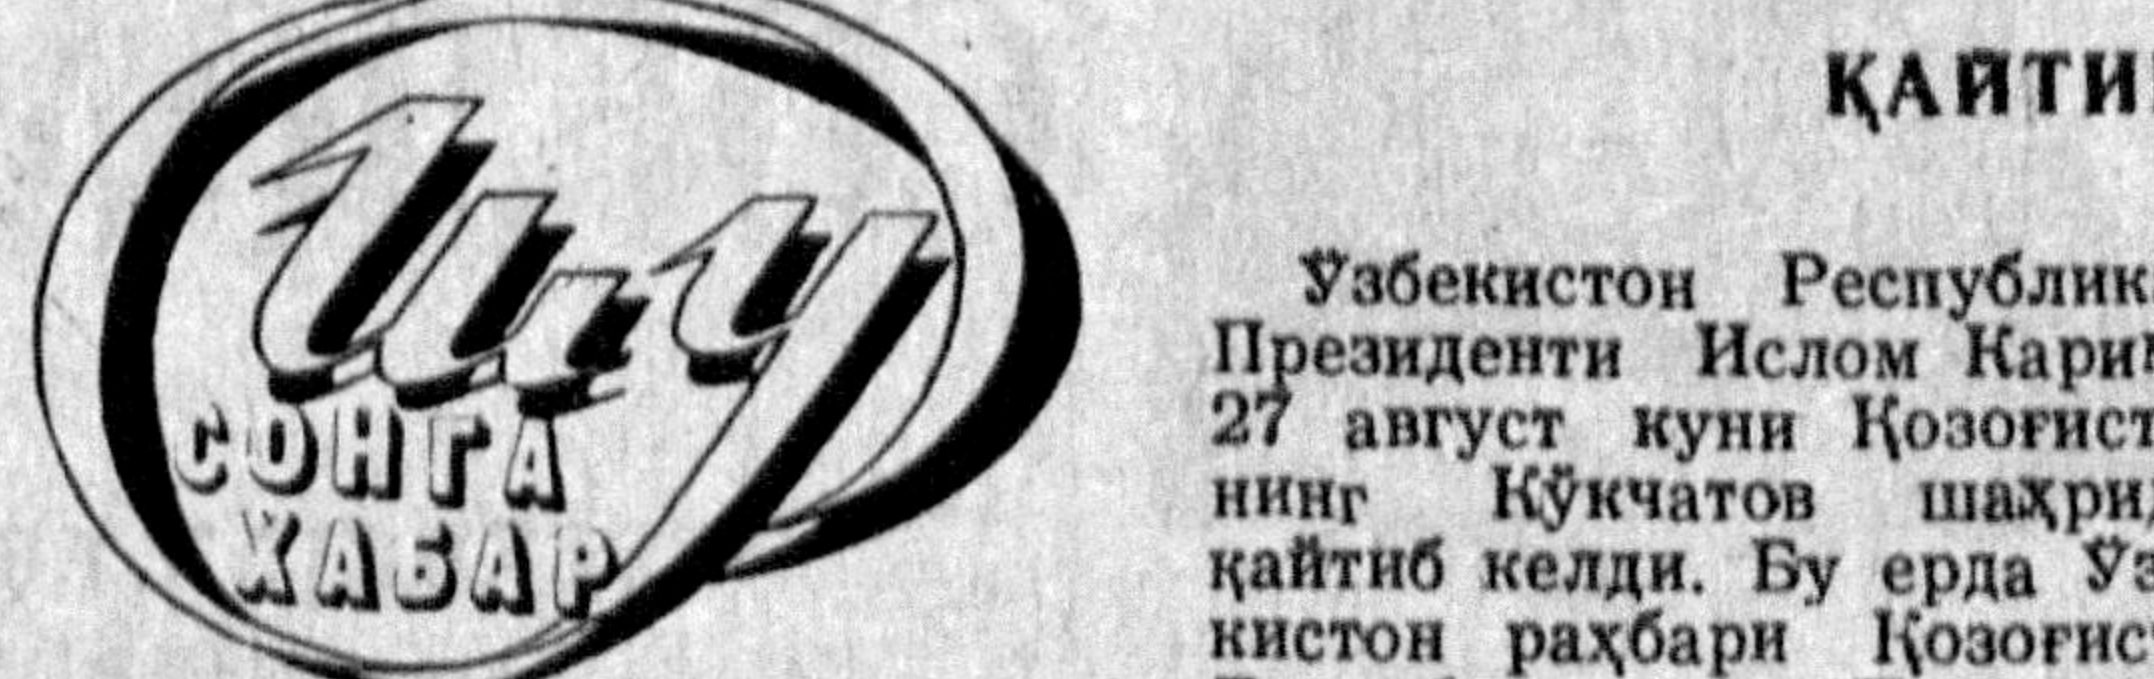 Шу
СОНГА
ХАБАР
ҚАЙТИ
Ўзбекистон Республик
Президенти Ислом Карим
27 август куни Қозоғист
нинг Кўкчатов шаҳри
қайтиб келди. Бу ерда Ўз
кистон раҳбари Қозоғис